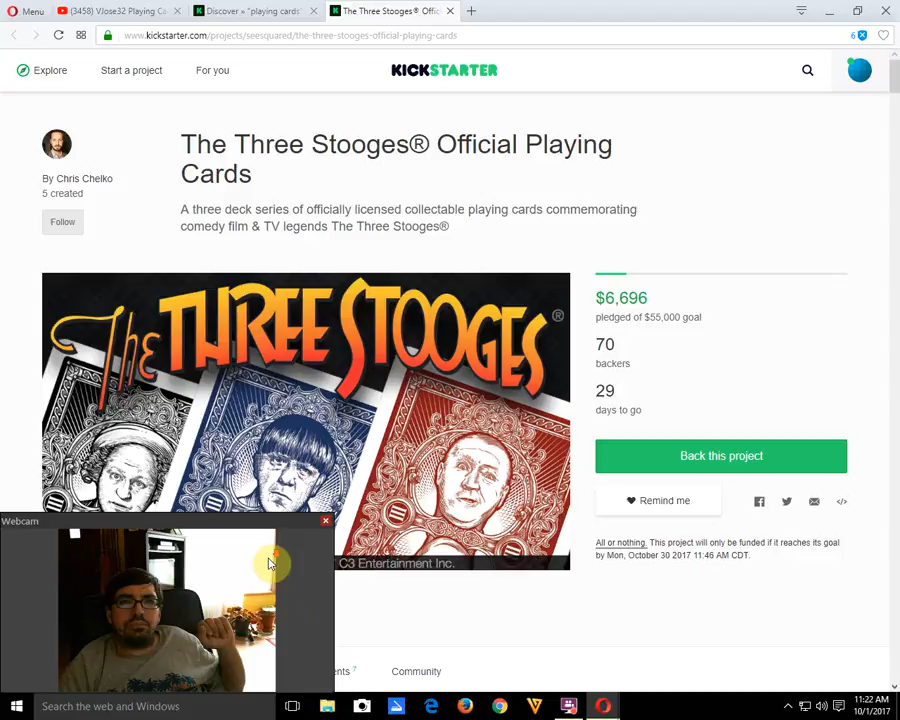 Menu
(3458) VJose32 Playing Ca
Discover » "playing cards"
The Three Stooges® Offic
www.kickstarter.com/projects/seesquared/the-three-stooges-official-playing-cards
6
Explore
Start a project
For you
KICKSTARTER
The Three Stooges® Official Playing
Cards
By Chris Chelko
5 created
Follow
A three deck series of officially licensed collectable playing cards commemorating
comedy film & TV legends The Three Stooges®
The THREE STOOGES ®
C3 Entertainment Inc.
$6,696
pledged of $55,000 goal
70
backers
29
days to go
Back this project
Remind me
All or nothing. This project will only be funded if it reaches its goal
by Mon, October 30 2017 11:46 AM CDT.
Webcam
ents 7
Community
Search the web and Windows
11:22 AM
10/1/2017